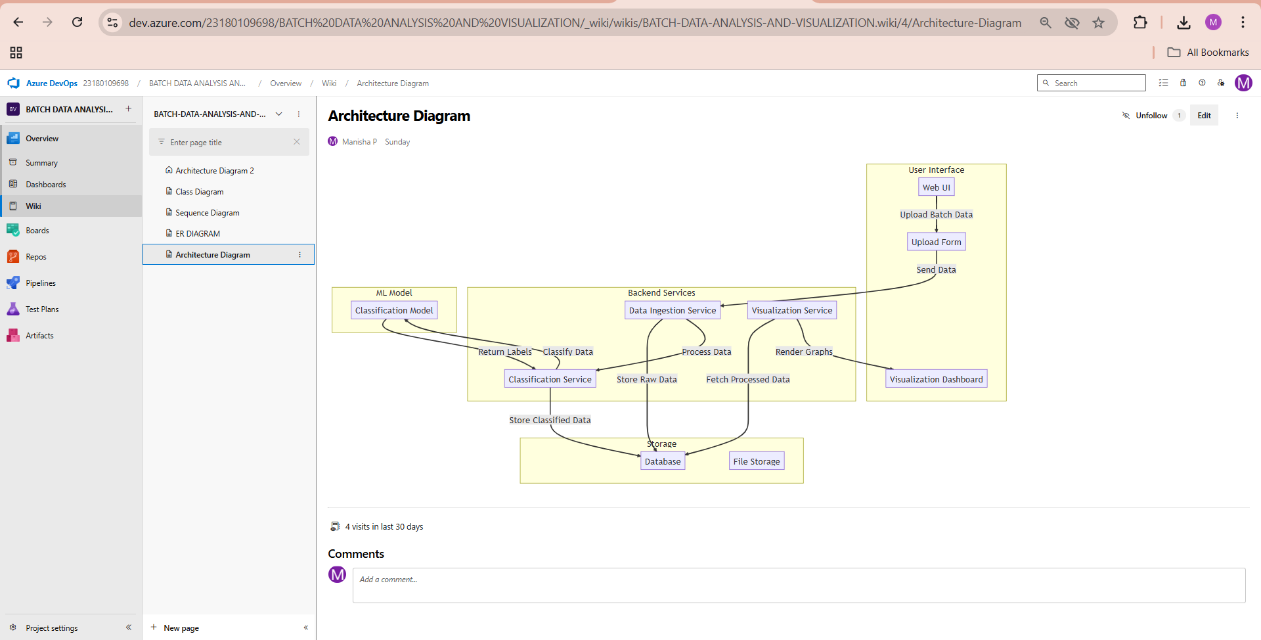 dev.azure.com/23180109698/BATCH%20DATA%20ANALYSIS%20AND%20VISUALIZATION/_wiki/wikis/BATCH-DATA-ANALYSIS-AND-VISUALIZATION.wiki/4/Architecture-Diagram
M
All Bookmarks
Azure DevOps 23180109698 / BATCH DATA ANALYSIS AN... / Overview / Wiki / Architecture Diagram
Search
M
BV BATCH DATA ANALYSI... +
Overview
Summary
Dashboards
Wiki
Boards
Repos
Pipelines
Test Plans
Artifacts
Project settings
BATCH-DATA-ANALYSIS-AND-...
Enter page title
Architecture Diagram 2
Class Diagram
Sequence Diagram
ER DIAGRAM
Architecture Diagram
+ New page
Architecture Diagram
Unfollow 1 Edit
M Manisha P Sunday
User Interface
Web UI
Upload Batch Data
Upload Form
Send Data
ML Model
Classification Model
Backend Services
Data Ingestion Service
Visualization Service
Return Labels
Classify Data
Process Data
Render Graphs
Classification Service
Store Raw Data
Fetch Processed Data
Visualization Dashboard
Store Classified Data
Storage
Database
File Storage
4 visits in last 30 days
Comments
M
Add a comment...